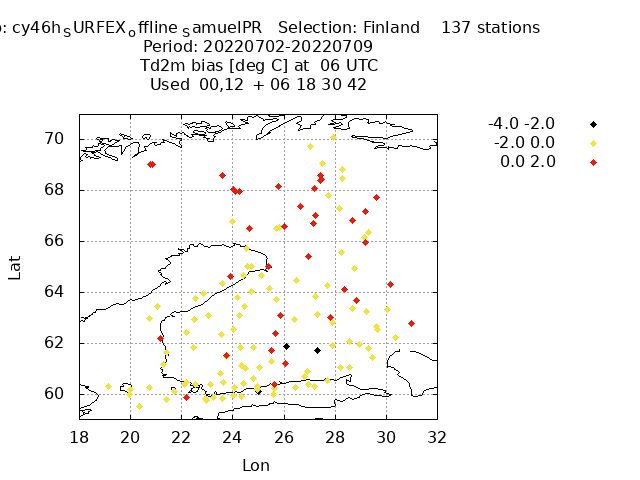 : cy46hSURFEXoffline SamuelPR   Selection: Finland   137 stations
Period: 20220702-20220709
Td2m bias [deg C] at 06 UTC
Used 00,12 + 06 18 30 42
-4.0 -2.0
-2.0 0.0
0.0 2.0
70
68
66
64
62
60
Lat
18 20 22 24 26 28 30 32
Lon